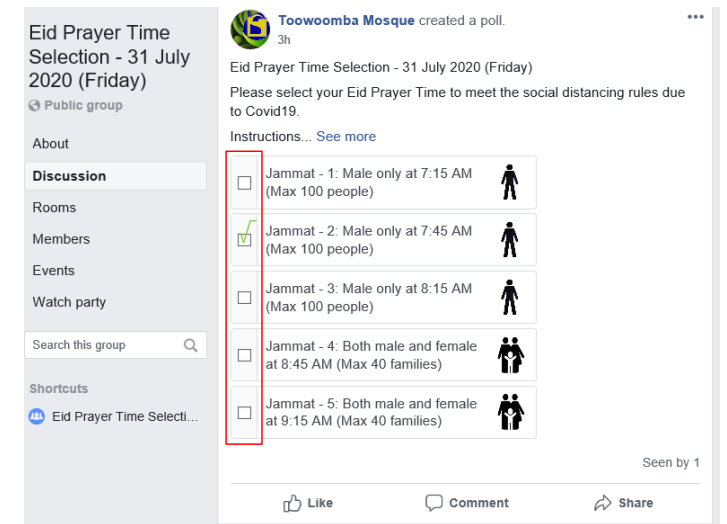 Eid Prayer Time
Selection - 31 July
2020 (Friday)
Public group
About
Discussion
Rooms
Members
Events
Watch party
Search this group
Shortcuts
Eid Prayer Time Selecti...
Toowoomba Mosque created a poll.
3h
Eid Prayer Time Selection - 31 July 2020 (Friday)
Please select your Eid Prayer Time to meet the social distancing rules due
to Covid19.
Instructions... See more
Jammat - 1: Male only at 7:15 AM
(Max 100 people)
Jammat - 2: Male only at 7:45 AM
(Max 100 people)
Jammat - 3: Male only at 8:15 AM
(Max 100 people)
Jammat - 4: Both male and female
at 8:45 AM (Max 40 families)
Jammat - 5: Both male and female
at 9:15 AM (Max 40 families)
Seen by 1
Like
Comment
Share